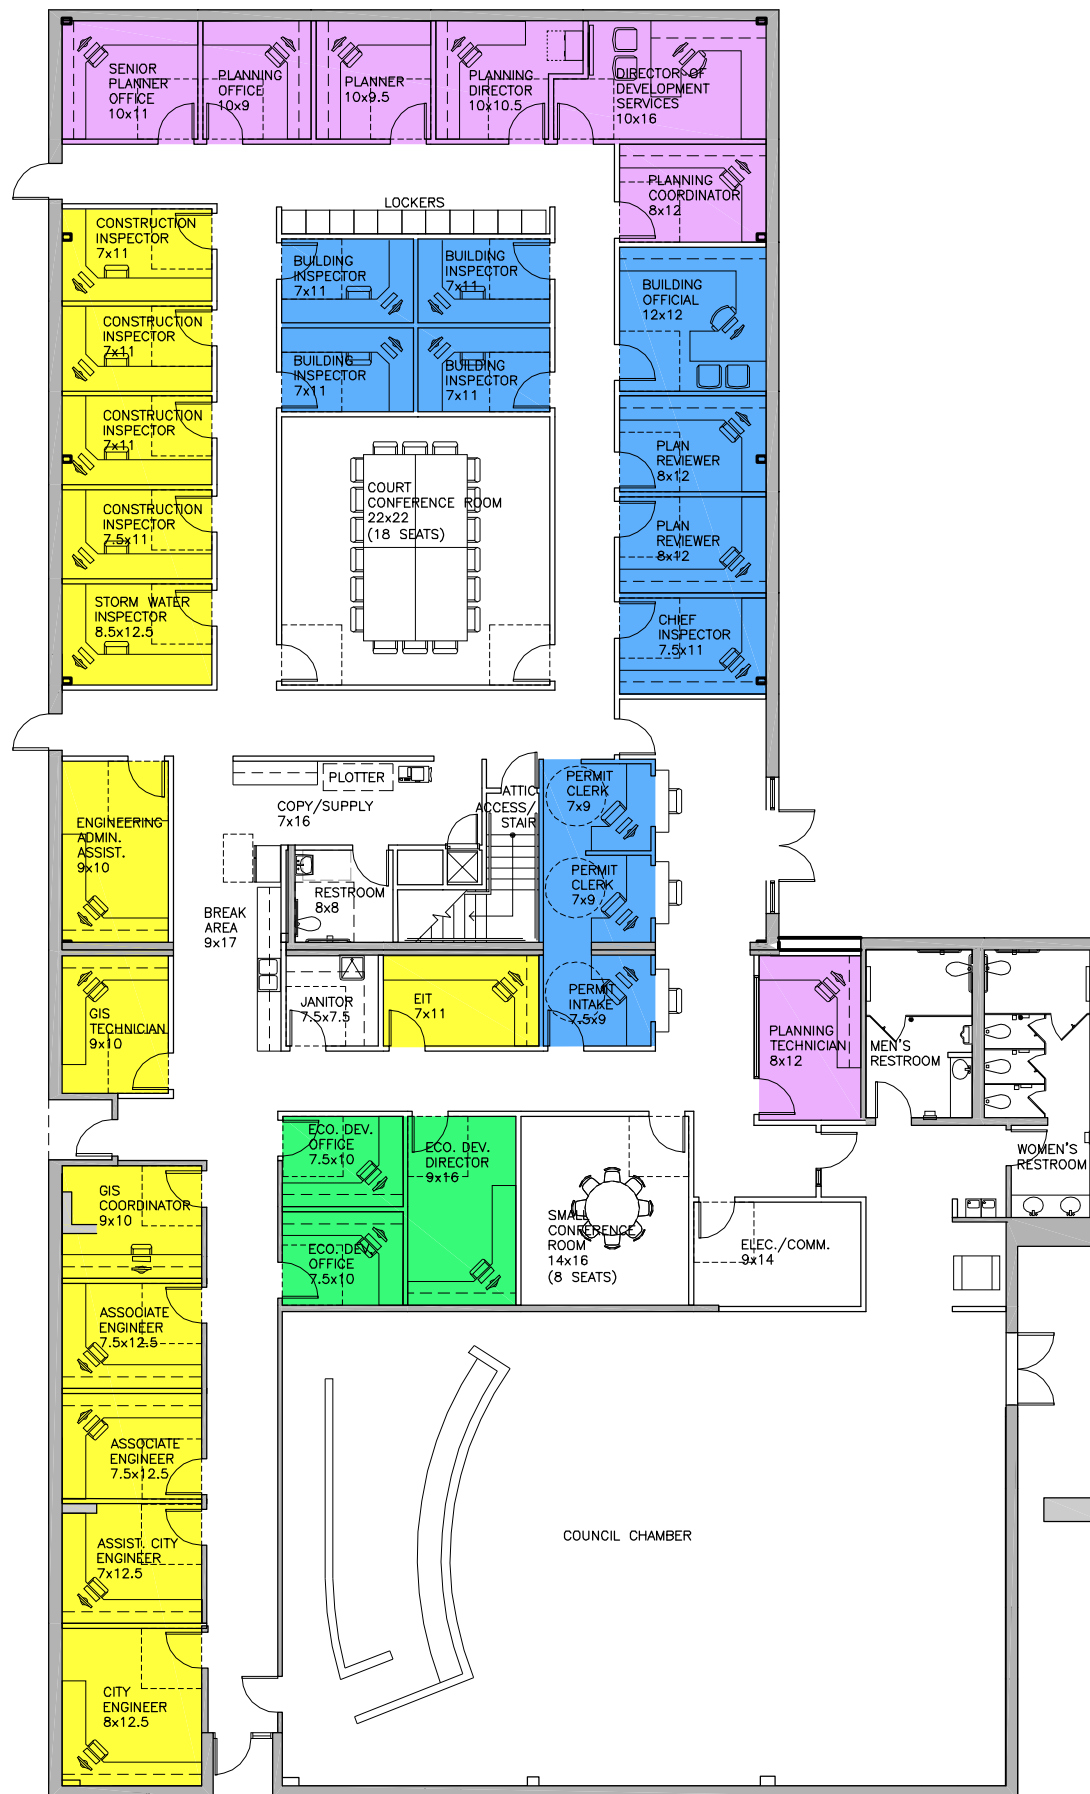 SENIOR
PLANNER
OFFICE
10x11
PLANNING
OFFICE
10x9
PLANNER
10x9.5
PLANNING
DIRECTOR
10x10.5
DIRECTOR OF
DEVELOPMENT
SERVICES
10x16
PLANNING
COORDINATOR
8x12
LOCKERS
CONSTRUCTION
INSPECTOR
7x11
BUILDING
INSPECTOR
7x11
BUILDING
INSPECTOR
7x11
BUILDING
OFFICIAL
12x12
CONSTRUCTION
INSPECTOR
7x11
BUILDING
INSPECTOR
7x11
BUILDING
INSPECTOR
7x11
CONSTRUCTION
INSPECTOR
7x11
PLAN
REVIEWER
8x12
COURT
CONFERENCE ROOM
22x22
(18 SEATS)
CONSTRUCTION
INSPECTOR
7.5x11
PLAN
REVIEWER
8x12
STORM WATER
INSPECTOR
8.5x12.5
CHIEF
INSPECTOR
7.5x11
PLOTTER
COPY/SUPPLY
7x16
ATTIC
ACCESS/
STAIR
PERMIT
CLERK
7x9
ENGINEERING
ADMIN.
ASSIST.
9x10
RESTROOM
8x8
PERMIT
CLERK
7x9
BREAK
AREA
9x17
GIS
TECHNICIAN
9x10
JANITOR
7.5x7.5
EIT
7x11
PERMIT
INTAKE
7.5x9
PLANNING
TECHNICIAN
8x12
MEN'S
RESTROOM
WOMEN'S
RESTROOM
ECO. DEV.
OFFICE
7.5x10
ECO. DEV.
DIRECTOR
9x16
GIS
COORDINATOR
9x10
SMALL
CONFERENCE
ROOM
14x16
(8 SEATS)
ELEC./COMM.
9x14
ECO. DEV.
OFFICE
7.5x10
ASSOCIATE
ENGINEER
7.5x12.5
ASSOCIATE
ENGINEER
7.5x12.5
ASSIST. CITY
ENGINEER
7x12.5
COUNCIL CHAMBER
CITY
ENGINEER
8x12.5